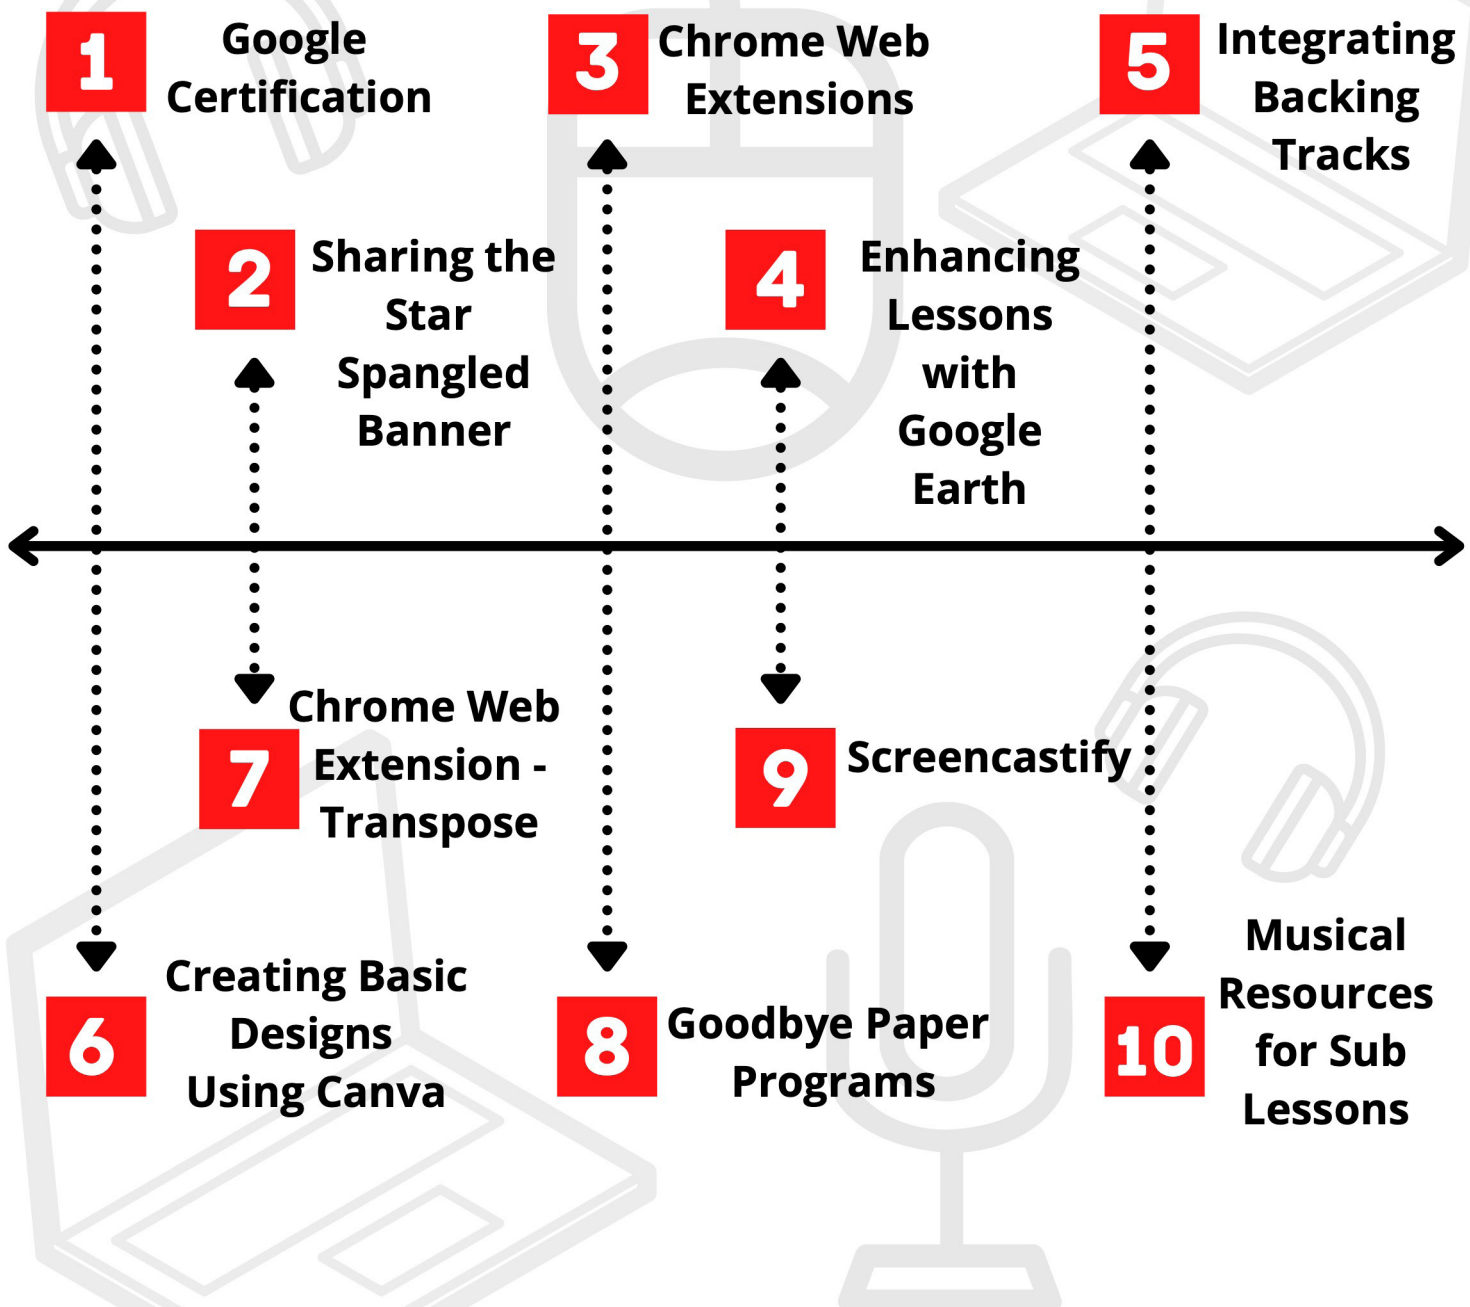 1
Google
Certification
2
Sharing the
Star
Spangled
Banner
3
Chrome Web
Extensions
4
Enhancing
Lessons
with
Google
Earth
5
Integrating
Backing
Tracks
6
Creating Basic
Designs
Using Canva
7
Chrome Web
Extension -
Transpose
8
Goodbye Paper
Programs
9
Screencastify
10
Musical
Resources
for Sub
Lessons